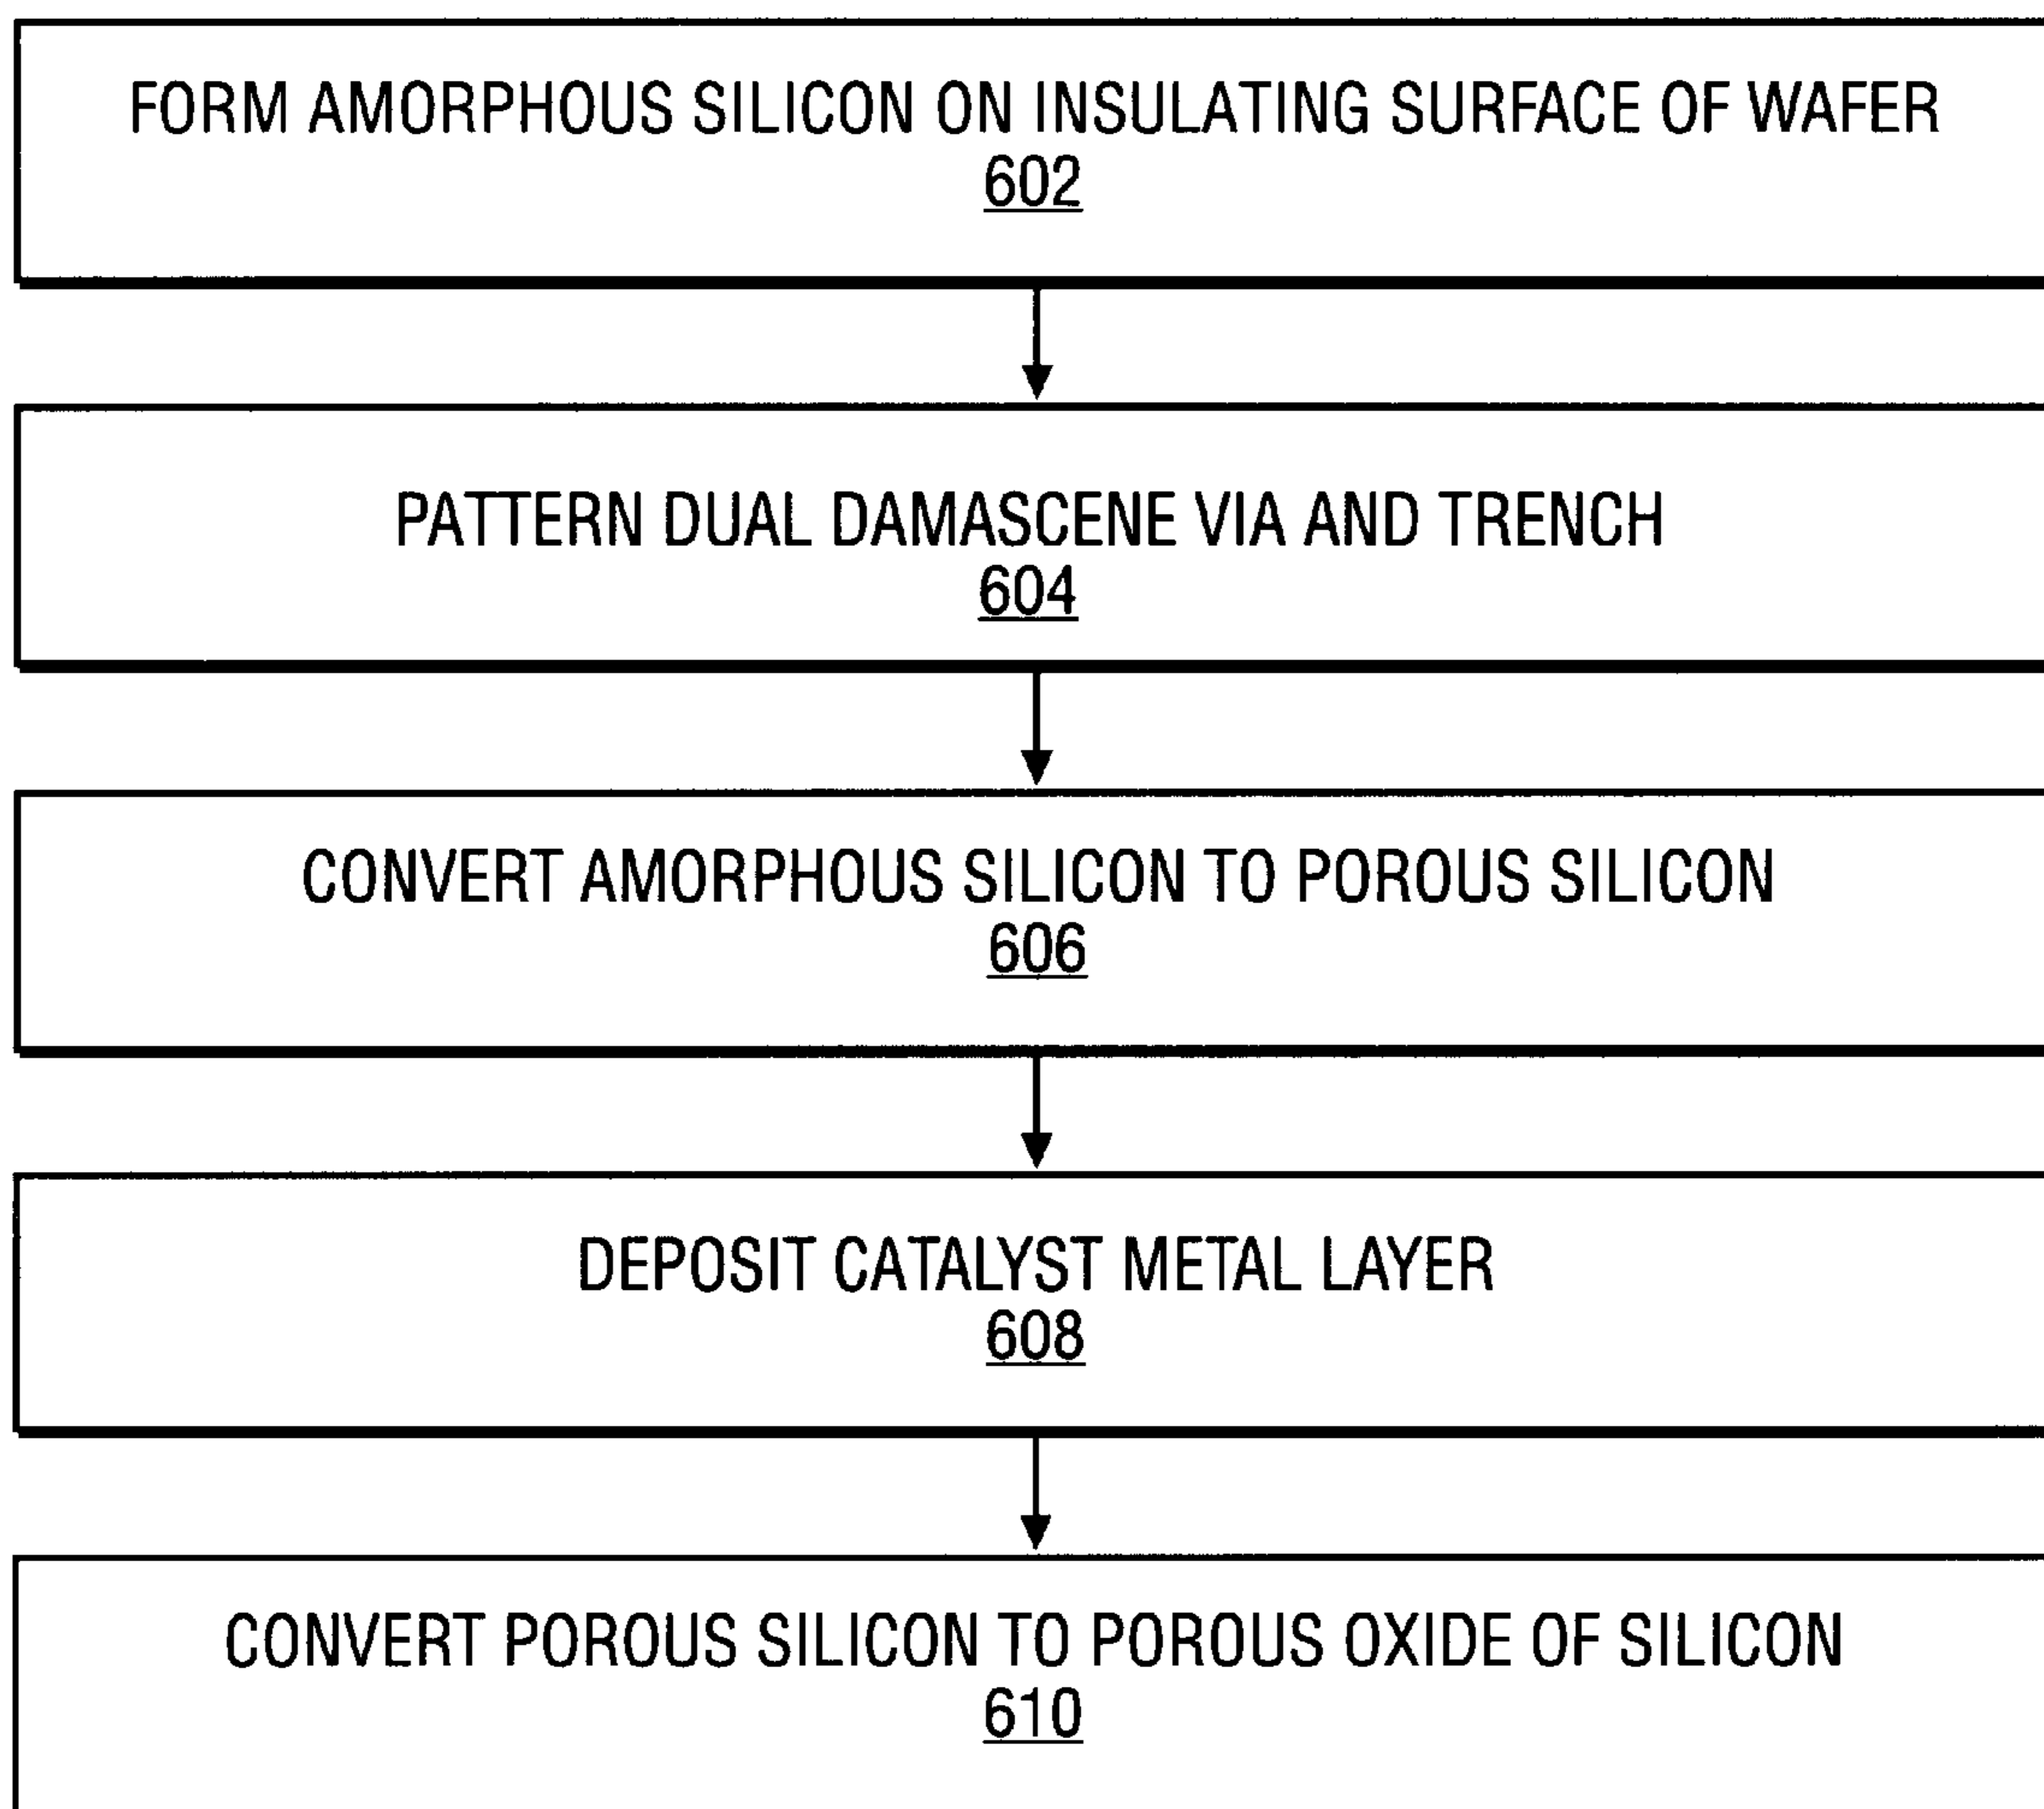 FORM AMORPHOUS SILICON ON INSULATING SURFACE OF WAFER
602
PATTERN DUAL DAMASCENE VIA AND TRENCH
604
CONVERT AMORPHOUS SILICON TO POROUS SILICON
606
DEPOSIT CATALYST METAL LAYER
608
CONVERT POROUS SILICON TO POROUS OXIDE OF SILICON
610